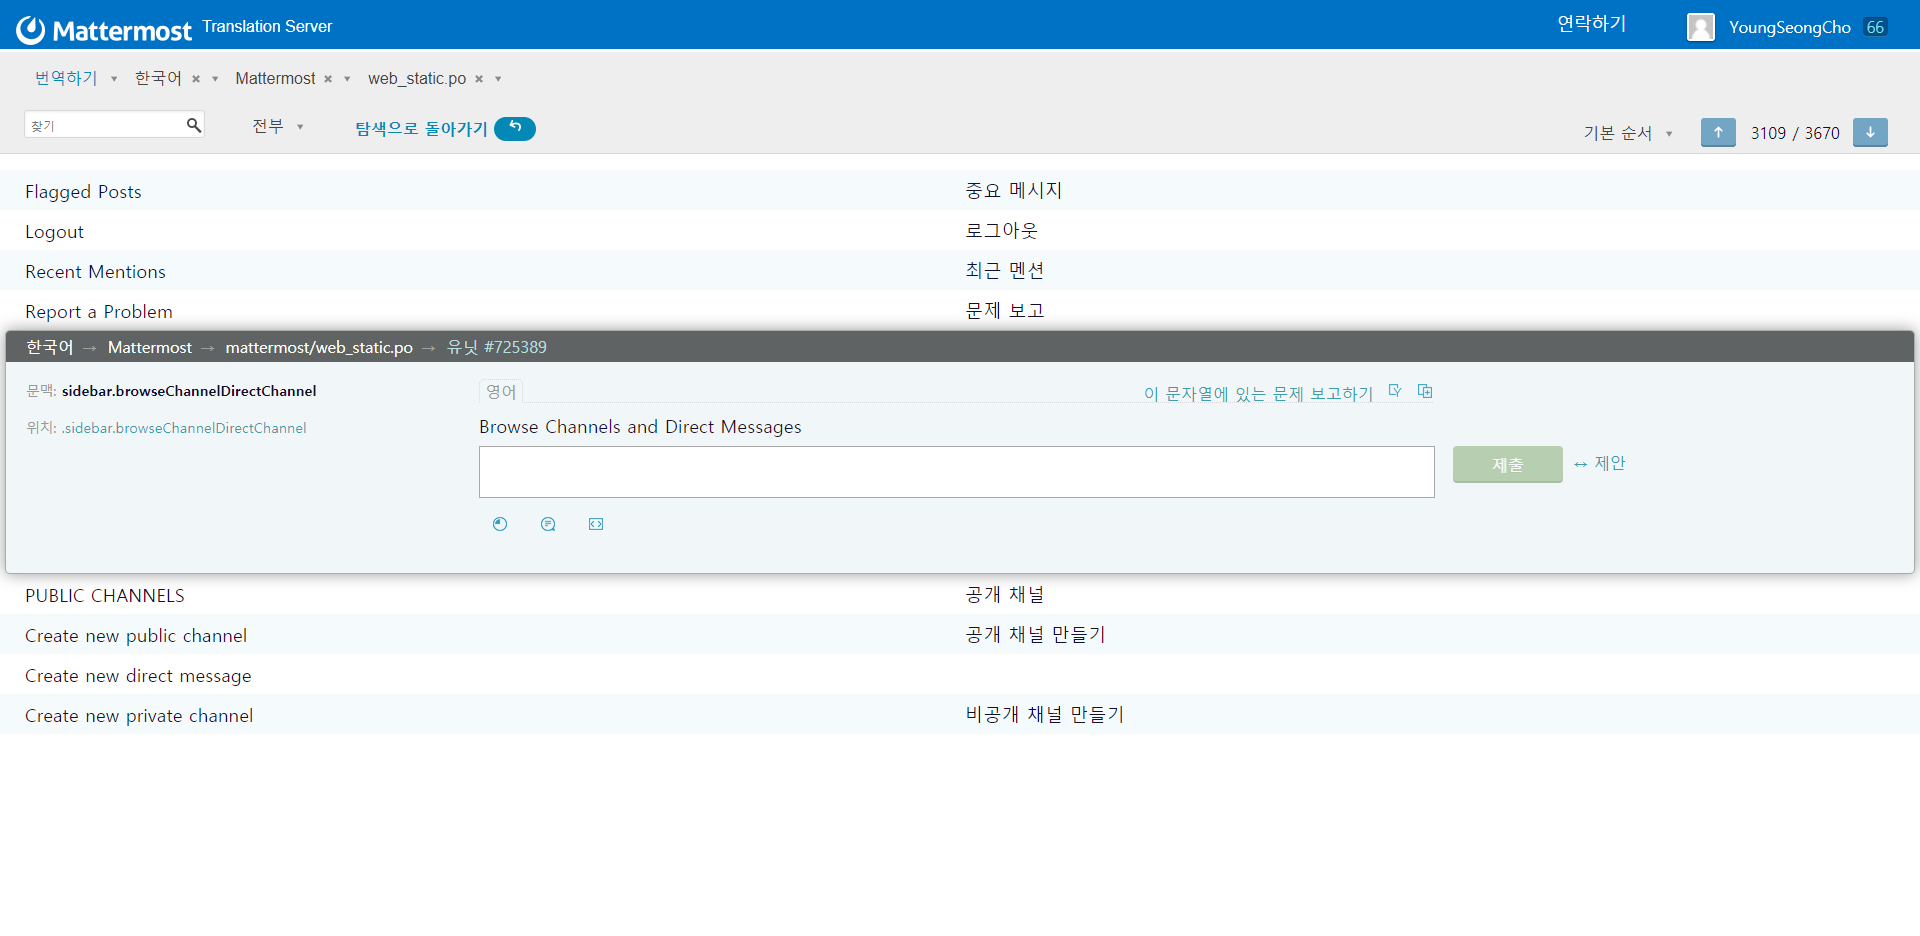 Mattermost Translation Server 연락하기 YoungSeongCho 66
번역하기 한국어 Mattermost web_static.po
찾기 전부 탐색으로 돌아가기 기본 순서 3109 / 3670
Flagged Posts 중요 메시지
Logout 로그아웃
Recent Mentions 최근 멘션
Report a Problem 문제 보고
한국어 → Mattermost → mattermost/web_static.po → 유닛 #725389
문맥: sidebar.browseChannelDirectChannel 영어 이 문자열에 있는 문제 보고하기
위치: .sidebar.browseChannelDirectChannel Browse Channels and Direct Messages
제출 ↔ 제안
PUBLIC CHANNELS 공개 채널
Create new public channel 공개 채널 만들기
Create new direct message
Create new private channel 비공개 채널 만들기